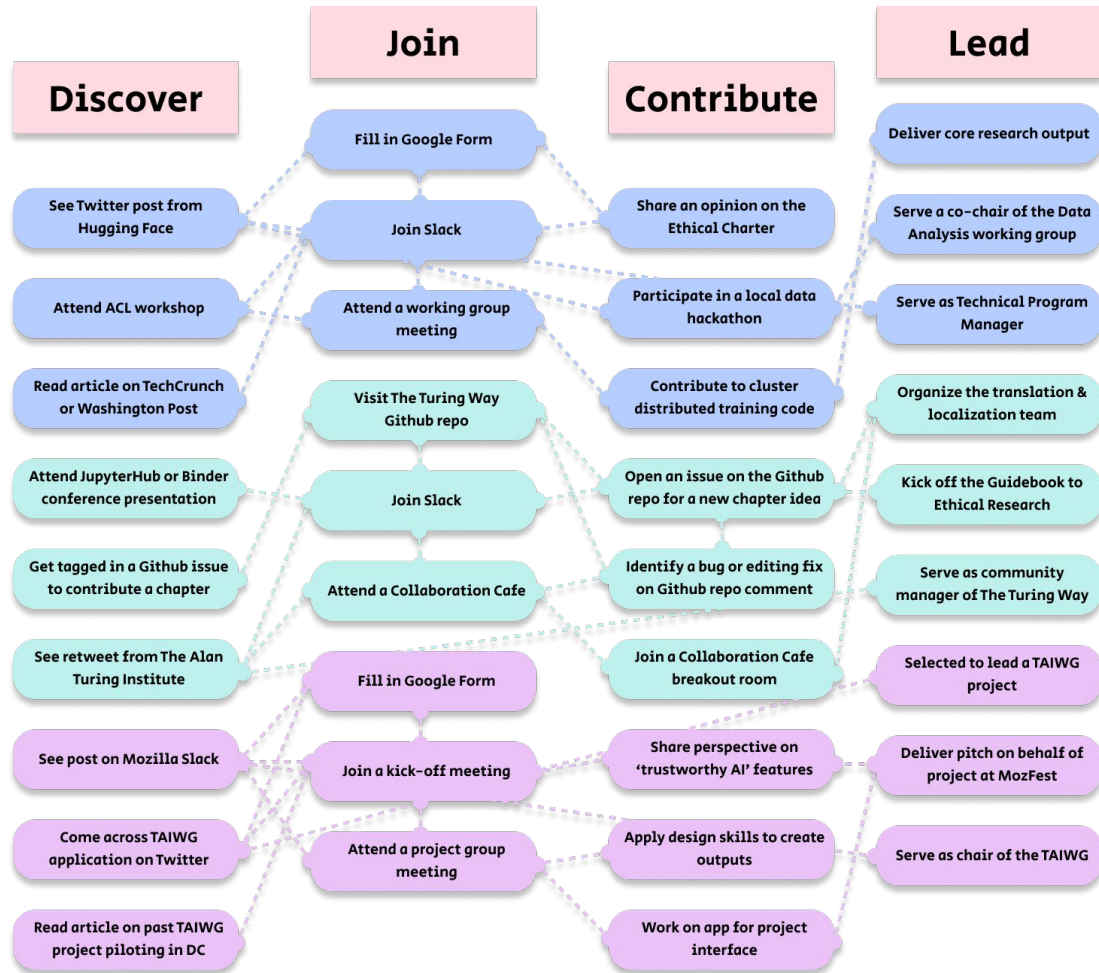 Discover
See Twitter post from
Hugging Face
Attend ACL workshop
Read article on TechCrunch
or Washington Post
Attend JupyterHub or Binder
conference presentation
Get tagged in a Github issue
to contribute a chapter
See retweet from The Alan
Turing Institute
See post on Mozilla Slack
Come across TAIWG
application on Twitter
Read article on past TAIWG
project piloting in DC
Join
Fill in Google Form
Join Slack
Attend a working group
meeting
Visit The Turing Way
Github repo
Join Slack
Attend a Collaboration Cafe
Fill in Google Form
Join a kick-off meeting
Attend a project group
meeting
Contribute
Share an opinion on the
Ethical Charter
Participate in a local data
hackathon
Contribute to cluster
distributed training code
Open an issue on the Github
repo for a new chapter idea
Identify a bug or editing fix
on Github repo comment
Join a Collaboration Cafe
breakout room
Share perspective on
‘trustworthy AI’ features
Apply design skills to create
outputs
Work on app for project
interface
Lead
Deliver core research output
Serve a co-chair of the Data
Analysis working group
Serve as Technical Program
Manager
Organize the translation &
localization team
Kick off the Guidebook to
Ethical Research
Serve as community
manager of The Turing Way
Selected to lead a TAIWG
project
Deliver pitch on behalf of
project at MozFest
Serve as chair of the TAIWG